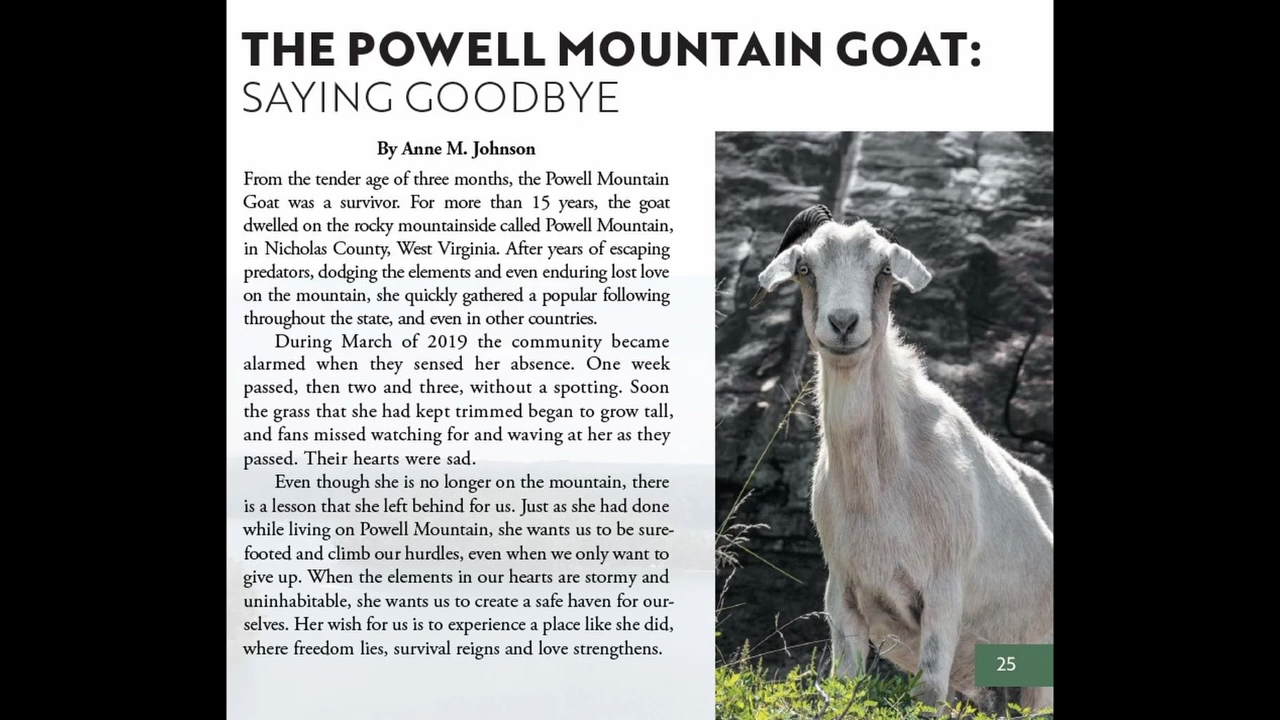 THE POWELL MOUNTAIN GOAT:
SAYING GOODBYE
By Anne M. Johnson
From the tender age of three months, the Powell Mountain
Goat was a survivor. For more than 15 years, the goat
dwelled on the rocky mountainside called Powell Mountain,
in Nicholas County, West Virginia. After years of escaping
predators, dodging the elements and even enduring lost love
on the mountain, she quickly gathered a popular following
throughout the state, and even in other countries.
During March of 2019 the community became
alarmed when they sensed her absence. One week
passed, then two and three, without a spotting. Soon
the grass that she had kept trimmed began to grow tall,
and fans missed watching for and waving at her as they
passed. Their hearts were sad.
Even though she is no longer on the mountain, there
is a lesson that she left behind for us. Just as she had done
while living on Powell Mountain, she wants us to be sure-
footed and climb our hurdles, even when we only want to
give up. When the elements in our hearts are stormy and
uninhabitable, she wants us to create a safe haven for our-
selves. Her wish for us is to experience a place like she did,
where freedom lies, survival reigns and love strengthens.
25